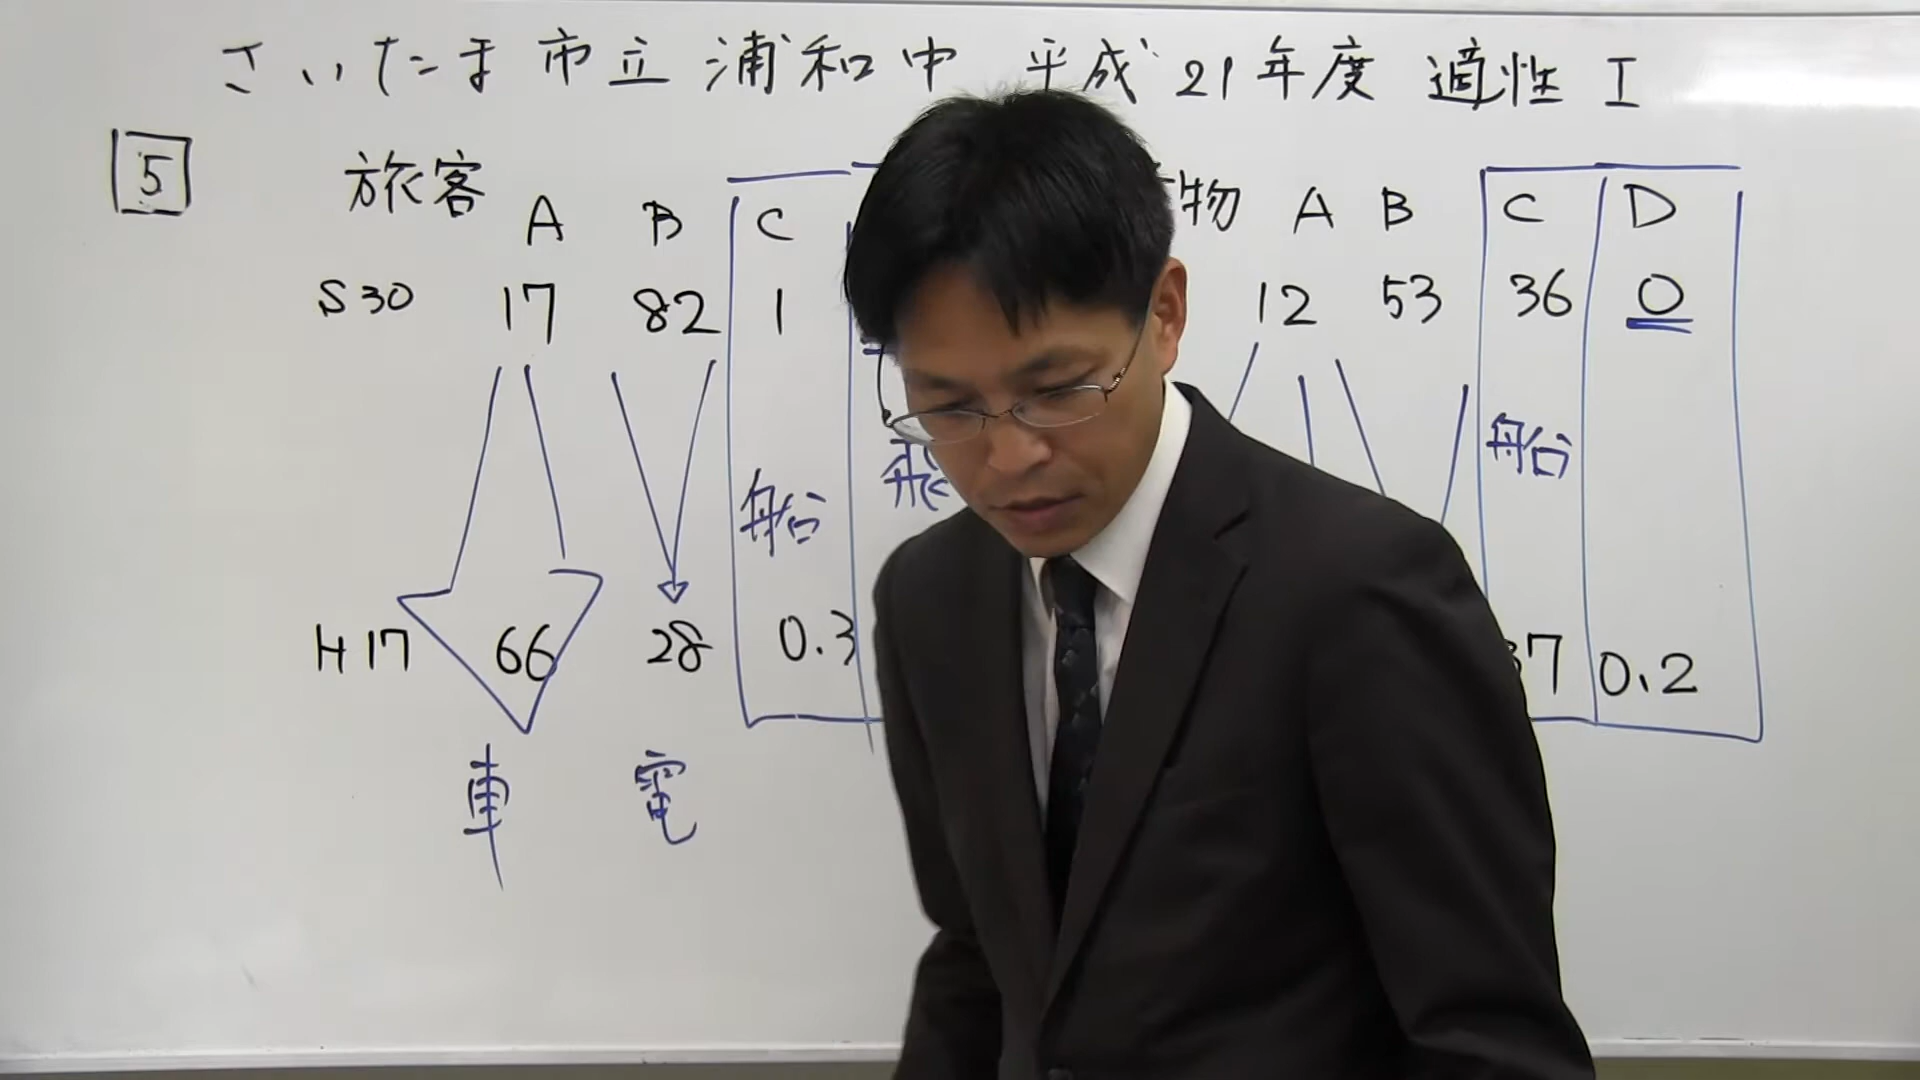 さいたま市立浦和中 平成21年度 適性I
5 旅客 A B C 物 A B C D
S30 17 82 1 12 53 36 0
船 飛 船
H17 66 28 0.3 37 0.2
車 電